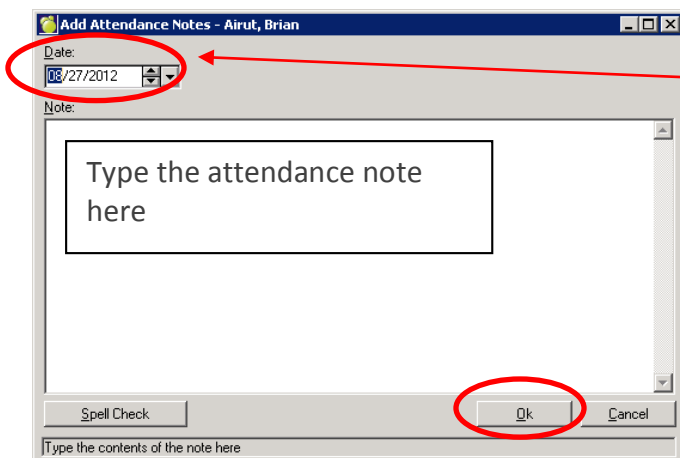 Add Attendance Notes - Airut, Brian
Date:
08/27/2012
Note:
Type the attendance note
here
Spell Check
Ok
Cancel
Type the contents of the note here